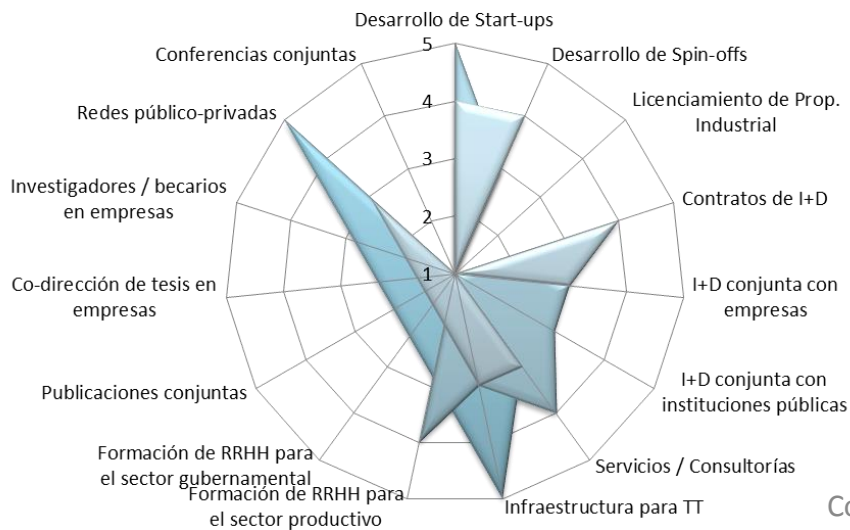 Desarrollo de Start-ups
5
Conferencias conjuntas
Desarrollo de Spin-offs
4
Redes público-privadas
Licenciamiento de Prop.
Industrial
3
Investigadores / becarios
en empresas
Contratos de I+D
2
1
Co-dirección de tesis en
empresas
I+D conjunta con
empresas
Publicaciones conjuntas
I+D conjunta con
instituciones públicas
Formación de RRHH para
el sector gubernamental
Servicios / Consultorías
Formación de RRHH para
el sector productivo
Infraestructura para TT